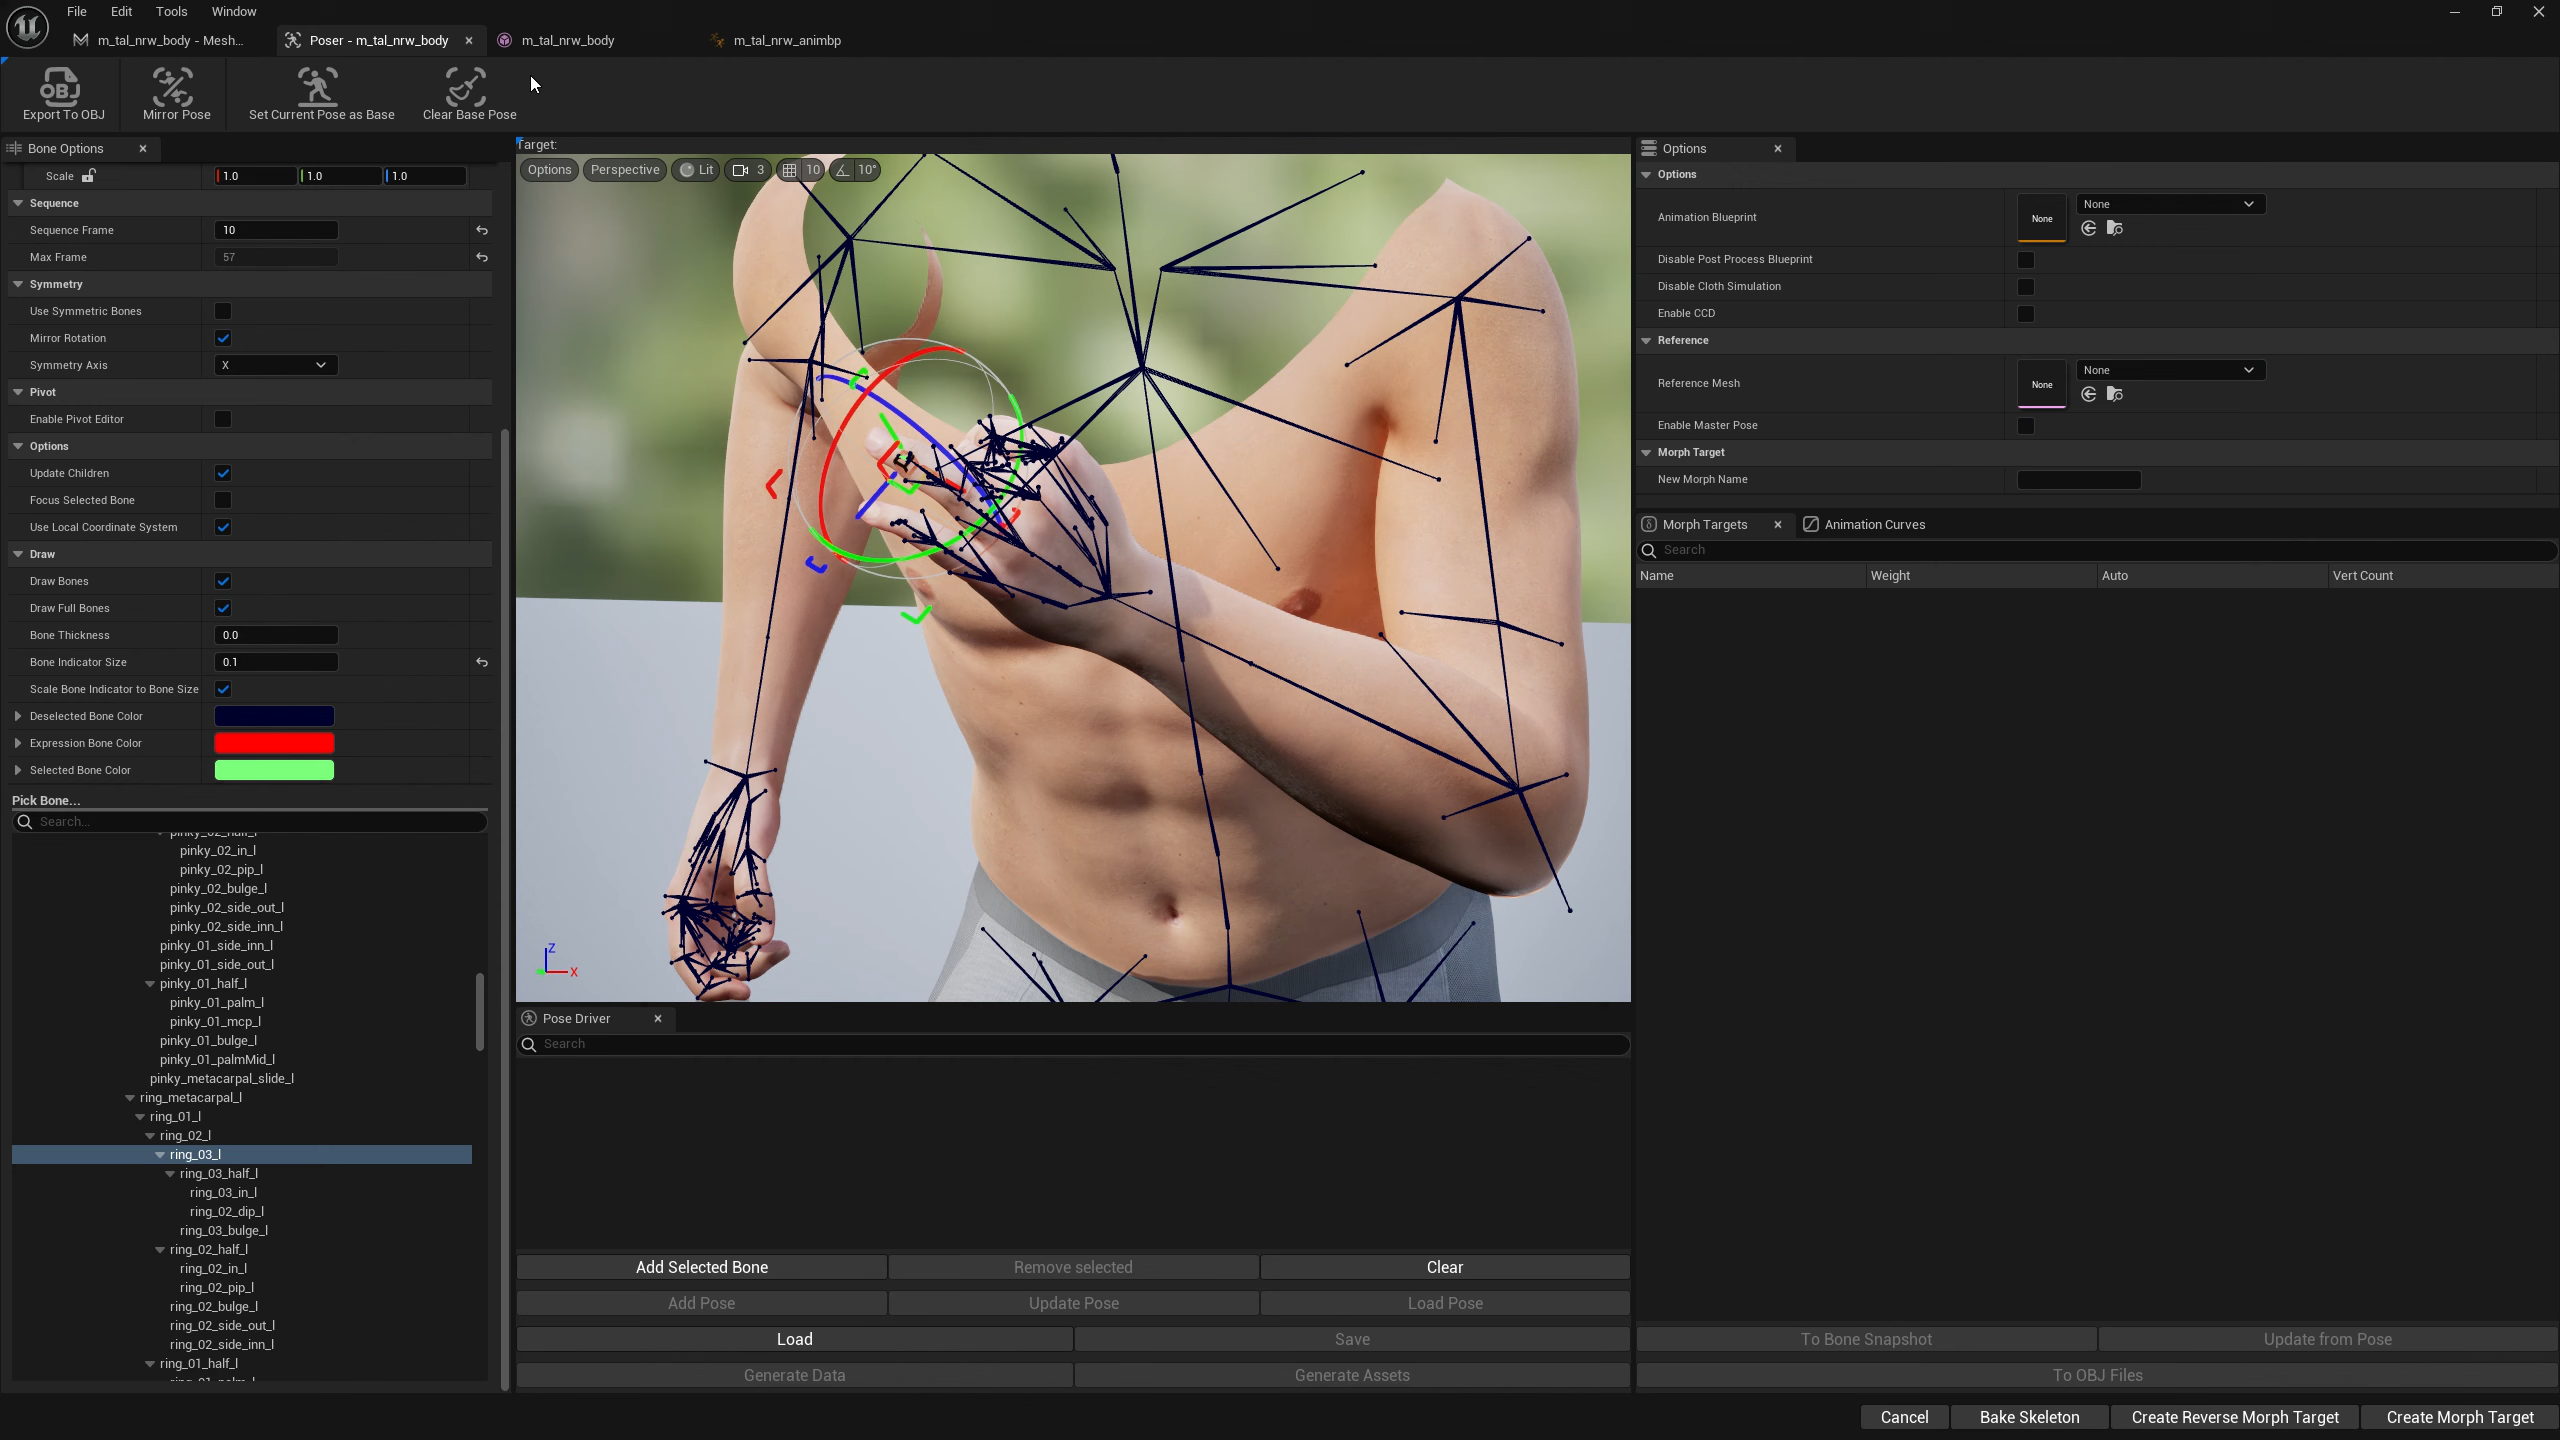 File Edit Tools Window
m_tal_nrw_body - Mesh... Poser - m_tal_nrw_body m_tal_nrw_body m_tal_nrw_animbp
Export To OBJ Mirror Pose Set Current Pose as Base Clear Base Pose
Bone Options
Scale 1.0 1.0 1.0
Sequence
Sequence Frame 10
Max Frame 57
Symmetry
Use Symmetric Bones
Mirror Rotation
Symmetry Axis X
Pivot
Enable Pivot Editor
Options
Update Children
Focus Selected Bone
Use Local Coordinate System
Draw
Draw Bones
Draw Full Bones
Bone Thickness 0.0
Bone Indicator Size 0.1
Scale Bone Indicator to Bone Size
Deselected Bone Color
Expression Bone Color
Selected Bone Color
Pick Bone...
Search...
pinky_02_half_l
pinky_02_in_l
pinky_02_pip_l
pinky_02_bulge_l
pinky_02_side_out_l
pinky_02_side_inn_l
pinky_01_side_inn_l
pinky_01_side_out_l
pinky_01_half_l
pinky_01_palm_l
pinky_01_mcp_l
pinky_01_bulge_l
pinky_01_palmMid_l
pinky_metacarpal_slide_l
ring_metacarpal_l
ring_01_l
ring_02_l
ring_03_l
ring_03_half_l
ring_03_in_l
ring_02_dip_l
ring_03_bulge_l
ring_02_half_l
ring_02_in_l
ring_02_pip_l
ring_02_bulge_l
ring_02_side_out_l
ring_02_side_inn_l
ring_01_half_l
Target:
Options Perspective Lit 3 10 10°
Z
X
Pose Driver
Search
Add Selected Bone Remove selected Clear
Add Pose Update Pose Load Pose
Load Save
Generate Data Generate Assets
Options
Options
Animation Blueprint None None
Disable Post Process Blueprint
Disable Cloth Simulation
Enable CCD
Reference
Reference Mesh None None
Enable Master Pose
Morph Target
New Morph Name
Morph Targets Animation Curves
Search
Name Weight Auto Vert Count
To Bone Snapshot Update from Pose
To OBJ Files
Cancel Bake Skeleton Create Reverse Morph Target Create Morph Target